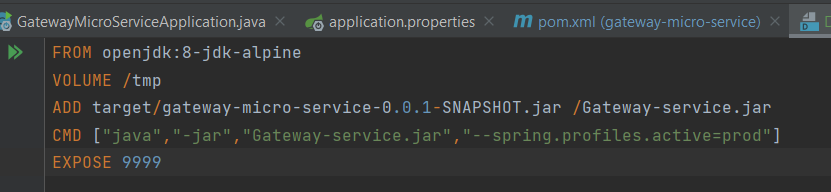 GatewayMicroServiceApplication.java × application.properties × pom.xml (gateway-micro-service) ×
FROM openjdk:8-jdk-alpine
VOLUME /tmp
ADD target/gateway-micro-service-0.0.1-SNAPSHOT.jar /Gateway-service.jar
CMD ["java","-jar","Gateway-service.jar","--spring.profiles.active=prod"]
EXPOSE 9999